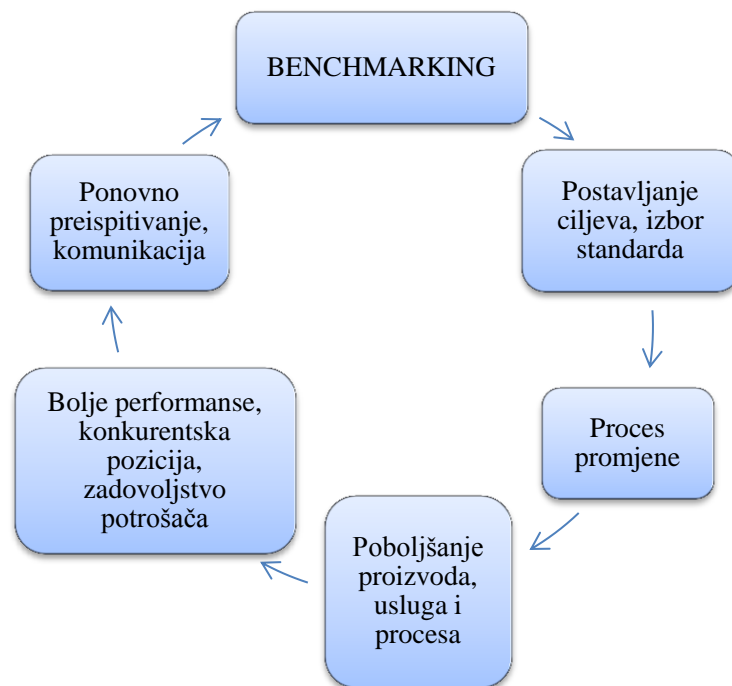 BENCHMARKING
Postavljanje
ciljeva, izbor
standarda
Proces
promjene
Poboljšanje
proizvoda,
usluga i
procesa
Bolje performanse,
konkurentska
pozicija,
zadovoljstvo
potrošača
Ponovno
preispitivanje,
komunikacija